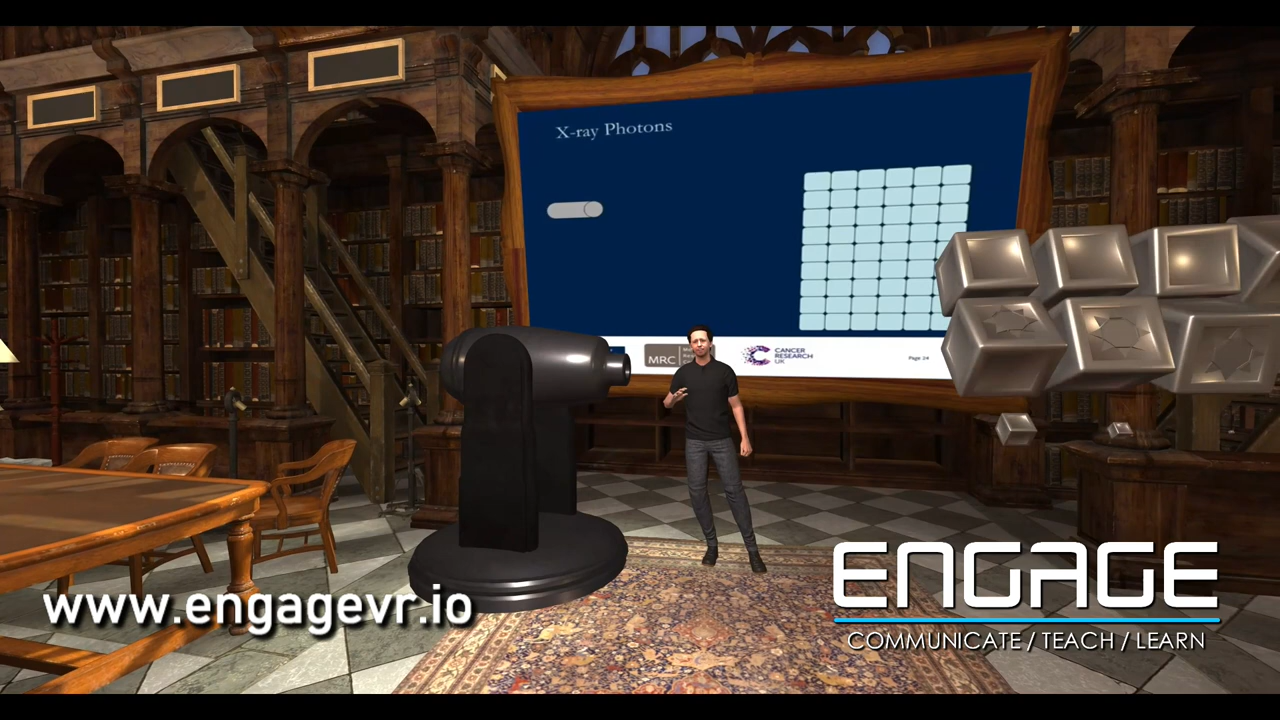 X-ray Photons
MRC
CANCER
RESEARCH
UK
Page 24
www.engagevr.io
ENGAGE
COMMUNICATE / TEACH / LEARN